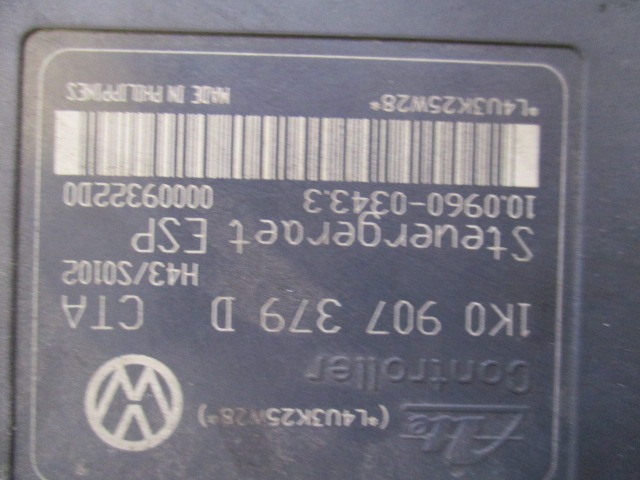 Ate (*L4U3K25W28*)
Controller
1K0 907 379 D CTA
H43/S0102
Steuergeraet ESP
10.0960-0343.3 00009322D0
*L4U3K25W28* MADE IN PHILIPPINES